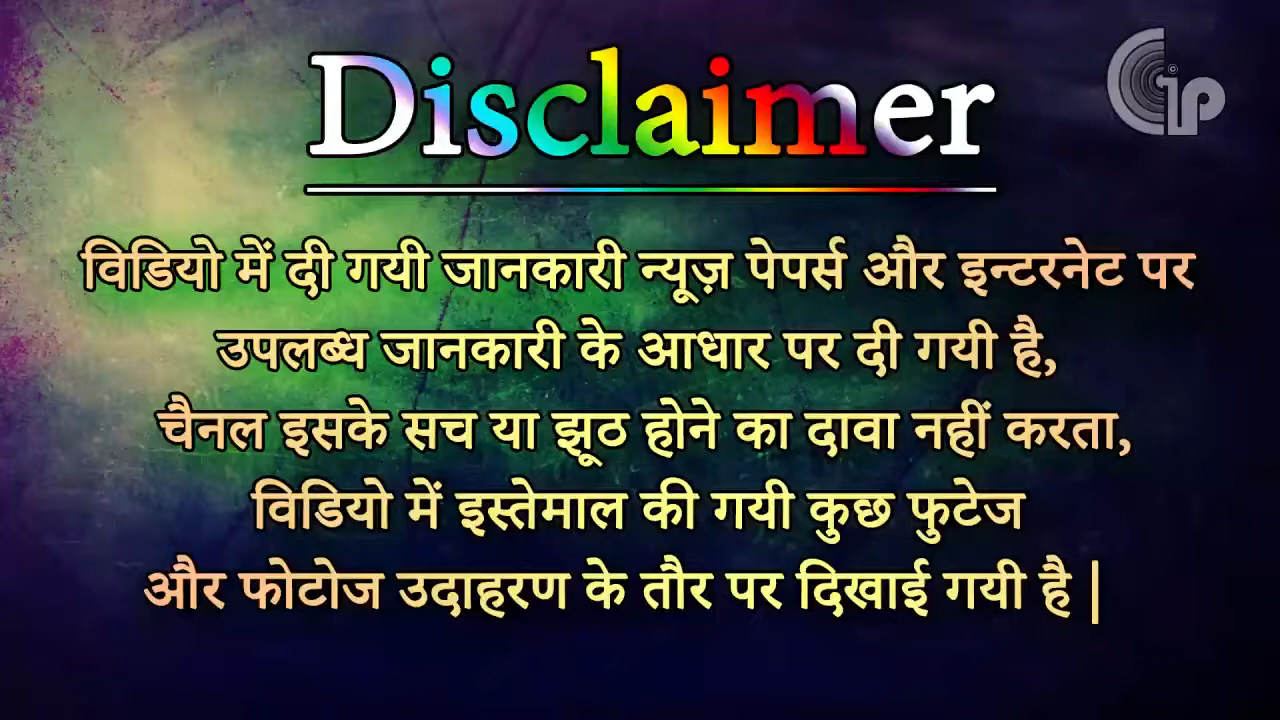 Disclaimer
विडियो में दी गयी जानकारी न्यूज़ पेपर्स और इन्टरनेट पर
उपलब्ध जानकारी के आधार पर दी गयी है,
चैनल इसके सच या झूठ होने का दावा नहीं करता,
विडियो में इस्तेमाल की गयी कुछ फुटेज
और फोटोज उदाहरण के तौर पर दिखाई गयी है |